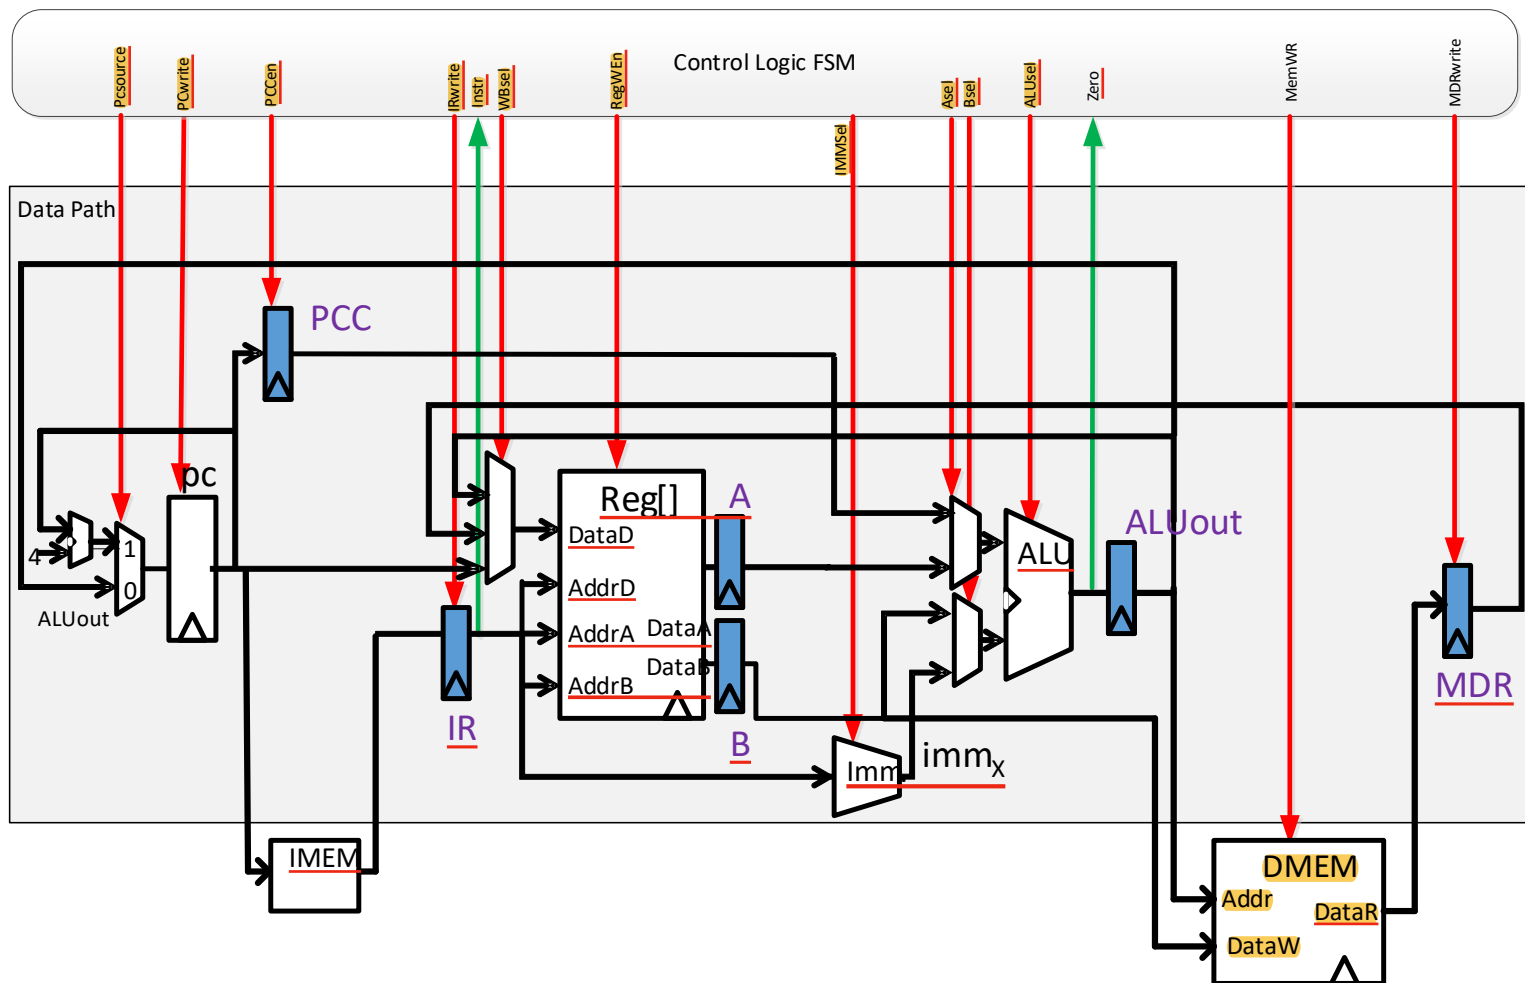 Control Logic FSM
Pcsource
PCwrite
PCCen
IRwrite
Instr
WBsel
RegWEn
IMMSel
Asel
Bsel
ALUsel
Zero
MemWR
MDRwrite
Data Path
PCC
pc
4
1
0
ALUout
Reg[]
DataD
AddrD
AddrA
DataA
DataB
AddrB
A
B
IR
ALU
ALUout
MDR
Imm
immX
IMEM
DMEM
Addr
DataR
DataW